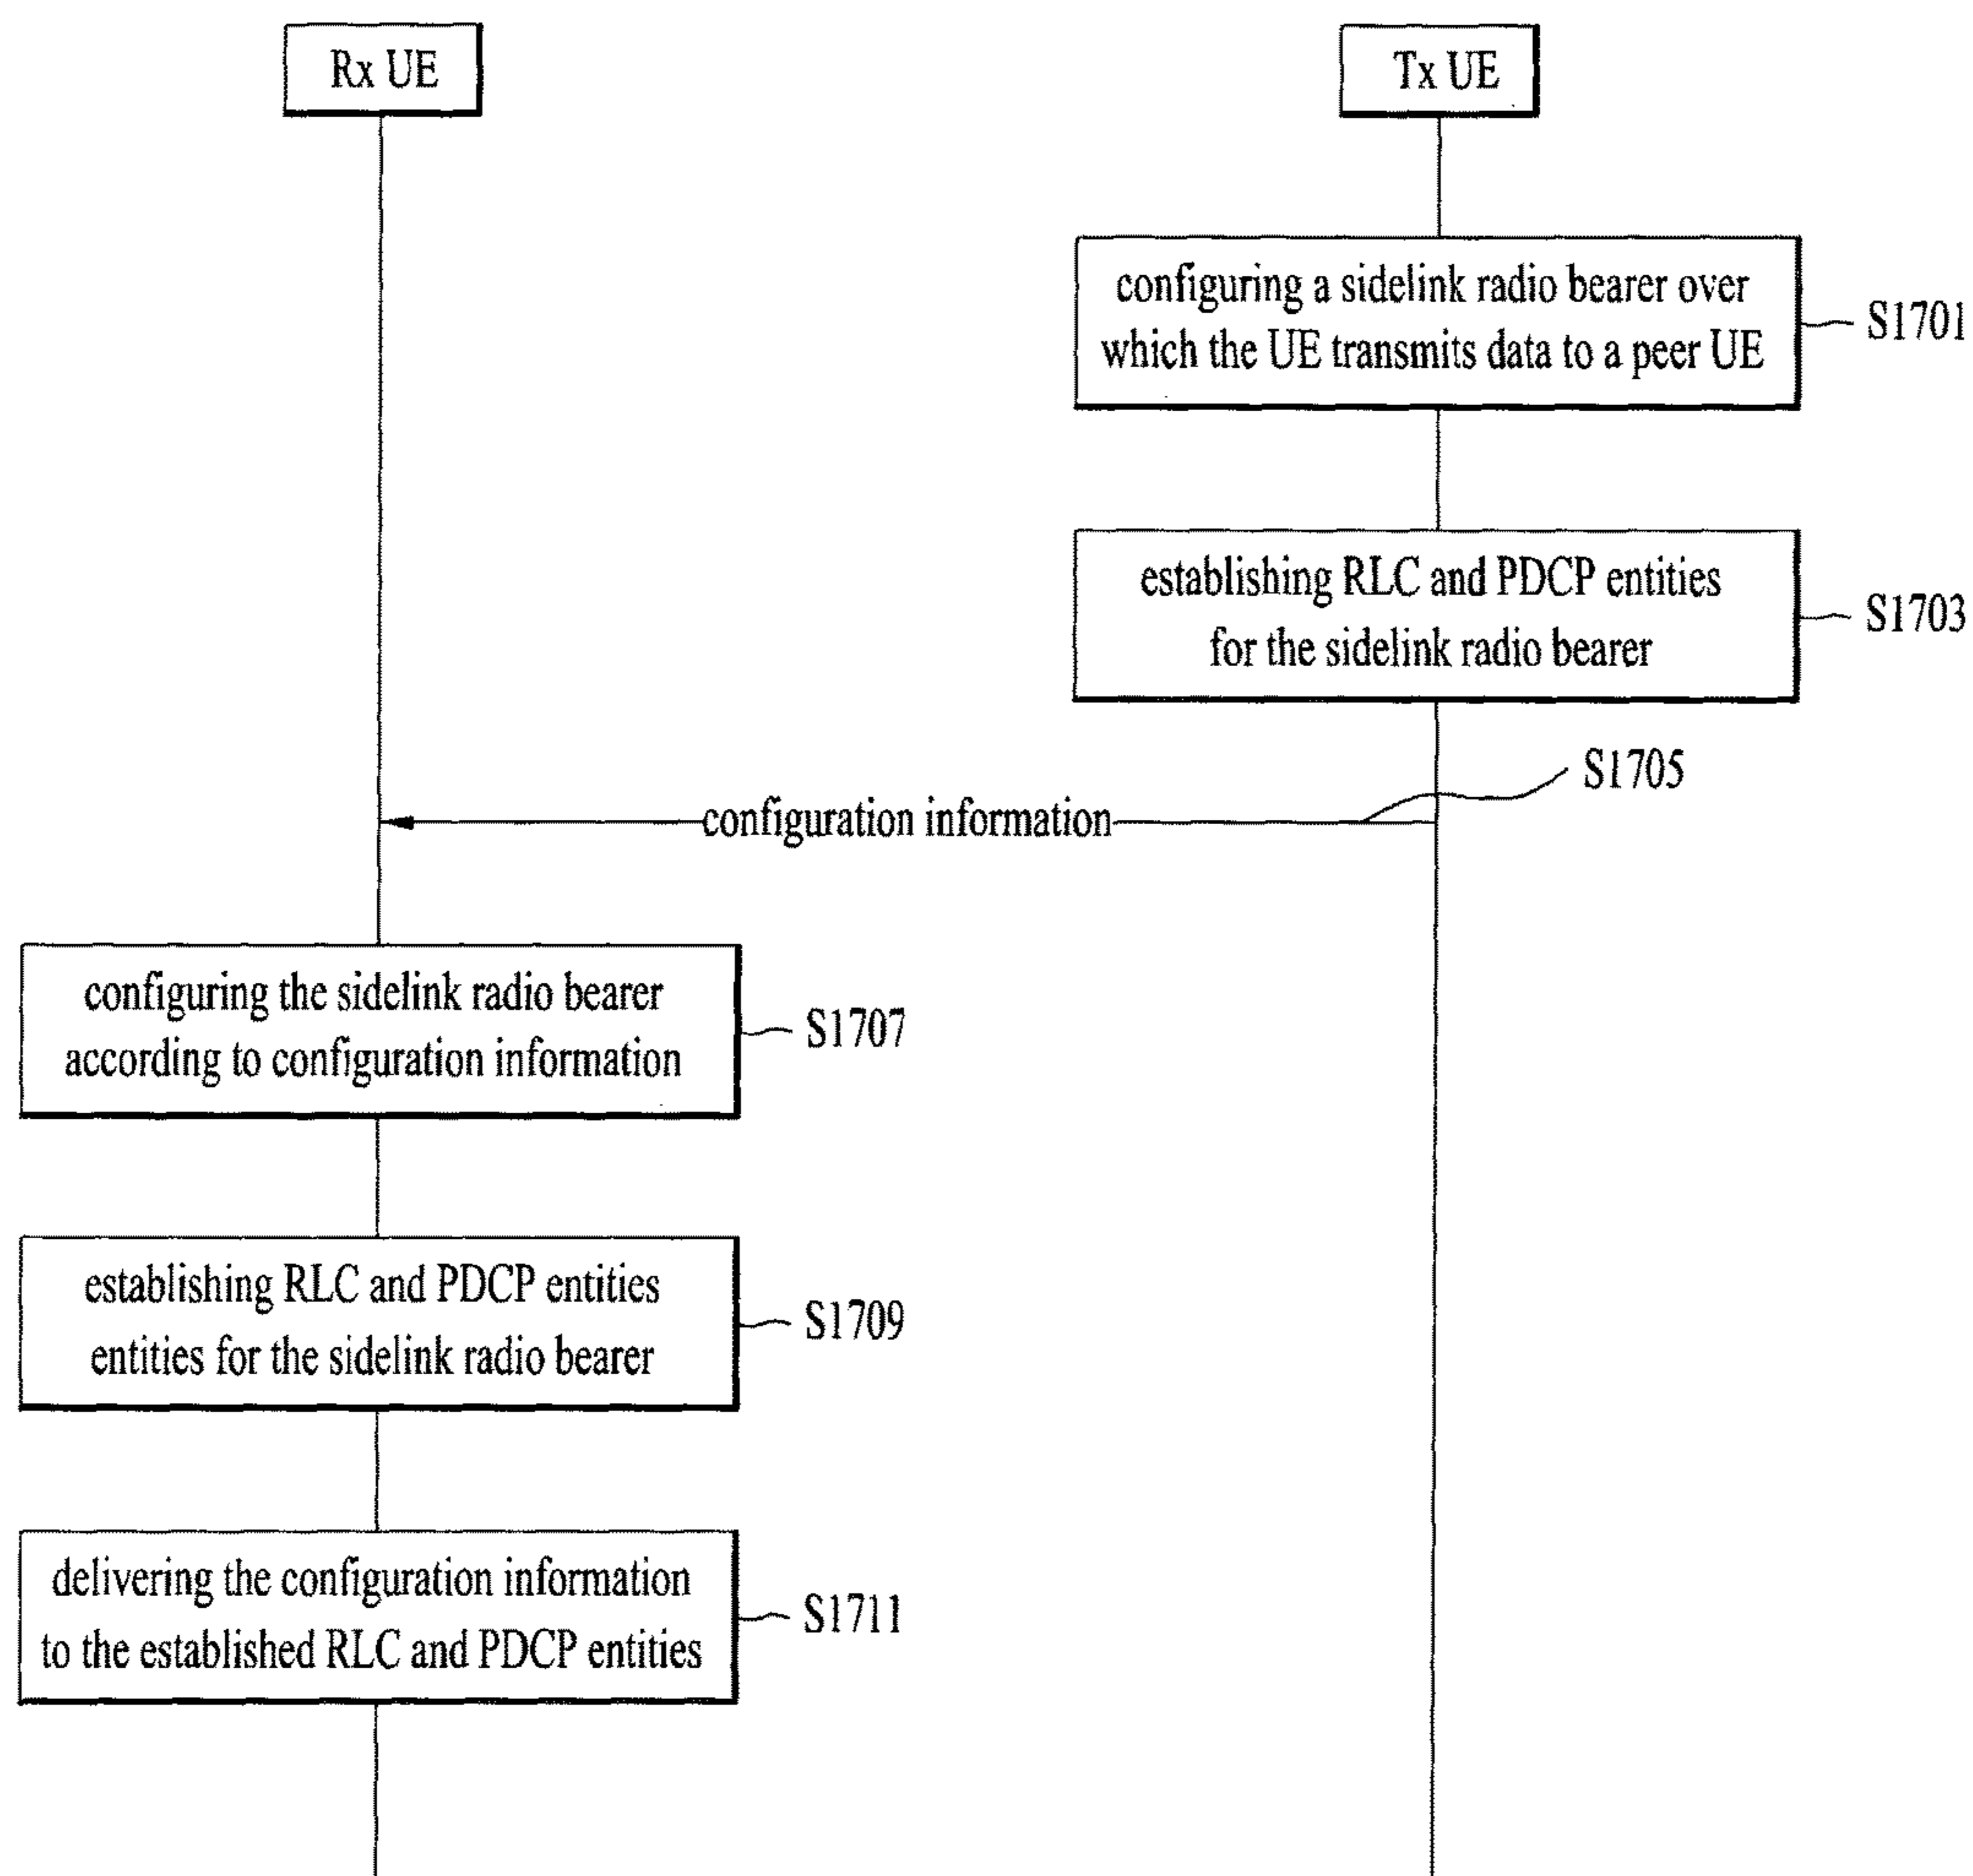 Rx UE
Tx UE
configuring a sidelink radio bearer over
which the UE transmits data to a peer UE
S1701
establishing RLC and PDCP entities
for the sidelink radio bearer
S1703
S1705
configuration information
configuring the sidelink radio bearer
according to configuration information
S1707
establishing RLC and PDCP entities
entities for the sidelink radio bearer
S1709
delivering the configuration information
to the established RLC and PDCP entities
S1711